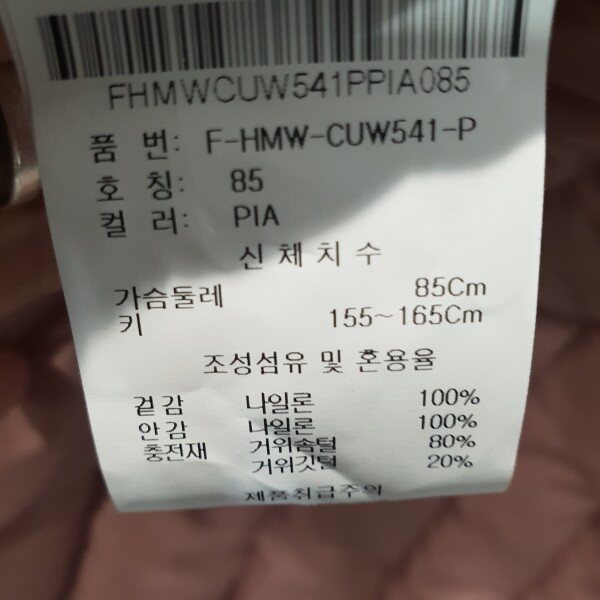 FHMWCUW541PPIA085
품 번: F-HMW-CUW541-P
호 칭: 85
컬 러: PIA
신 체 치 수
가슴둘레 85Cm
키 155~165Cm
조성섬유 및 혼용율
겉감 나일론 100%
안감 나일론 100%
충전재 거위솜털 80%
거위깃털 20%
제품취급주의